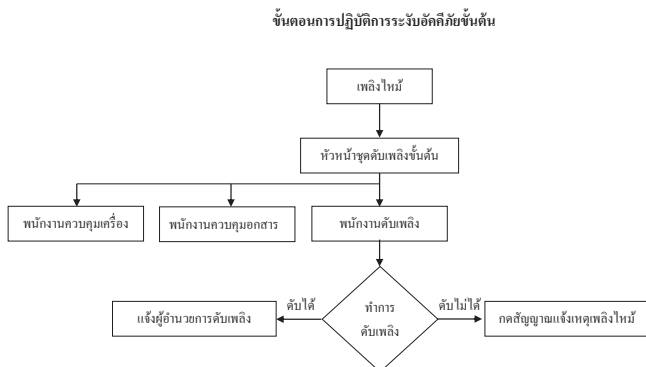 ขั้นตอนการปฏิบัติการระงับอัคคีภัยขั้นต้น
เพลิงไหม้
หัวหน้าชุดดับเพลิงขั้นต้น
พนักงานควบคุมเครื่อง
พนักงานควบคุมอกสาร
พนักงานดับเพลิง
แจ้งผู้อำนวยการดับเพลิง
ดับได้
ทำการ
ดับเพลิง
ดับไม่ได้
กดสัญญาณแจ้งเหตุเพลิงไหม้